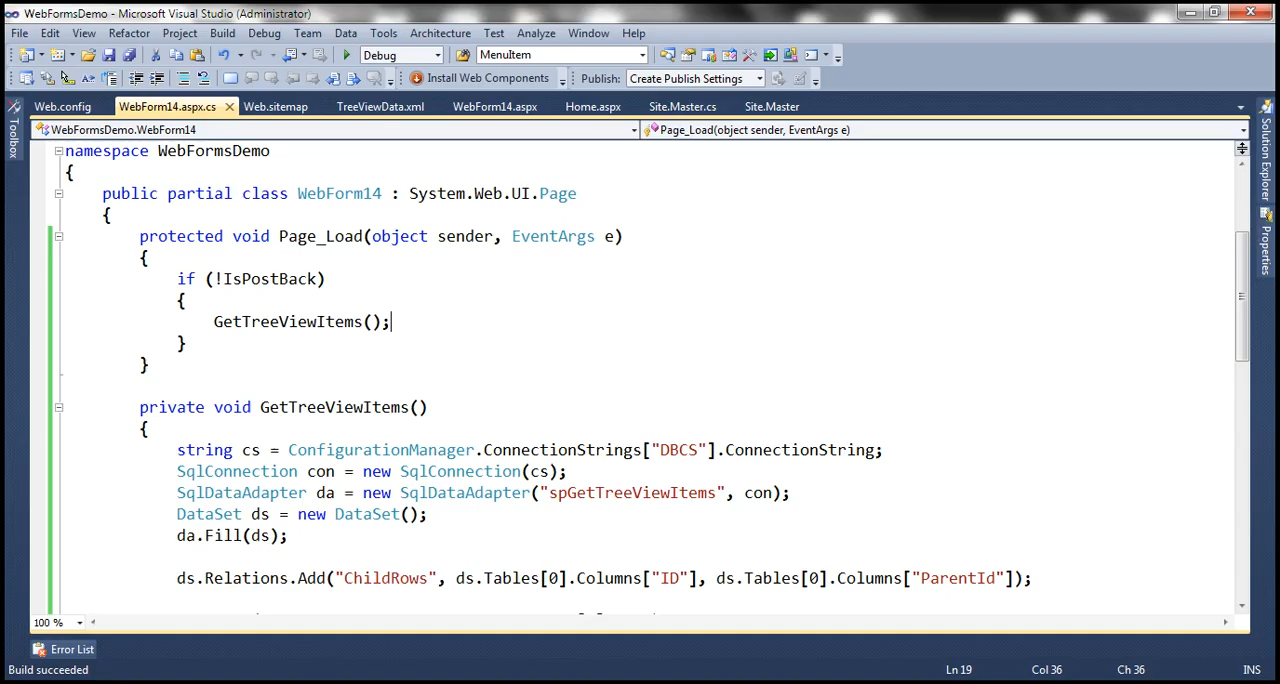 WebFormsDemo - Microsoft Visual Studio (Administrator)
File Edit View Refactor Project Build Debug Team Data Tools Architecture Test Analyze Window Help
Debug MenuItem
Install Web Components Publish: Create Publish Settings
Web.config WebForm14.aspx.cs Web.sitemap TreeViewData.xml WebForm14.aspx Home.aspx Site.Master.cs Site.Master
WebFormsDemo.WebForm14 Page_Load(object sender, EventArgs e)
Toolbox
Solution Explorer
Properties
namespace WebFormsDemo
{
public partial class WebForm14 : System.Web.UI.Page
{
protected void Page_Load(object sender, EventArgs e)
{
if (!IsPostBack)
{
GetTreeViewItems();
}
}
private void GetTreeViewItems()
{
string cs = ConfigurationManager.ConnectionStrings["DBCS"].ConnectionString;
SqlConnection con = new SqlConnection(cs);
SqlDataAdapter da = new SqlDataAdapter("spGetTreeViewItems", con);
DataSet ds = new DataSet();
da.Fill(ds);
ds.Relations.Add("ChildRows", ds.Tables[0].Columns["ID"], ds.Tables[0].Columns["ParentId"]);
100 %
Error List
Build succeeded Ln 19 Col 36 Ch 36 INS